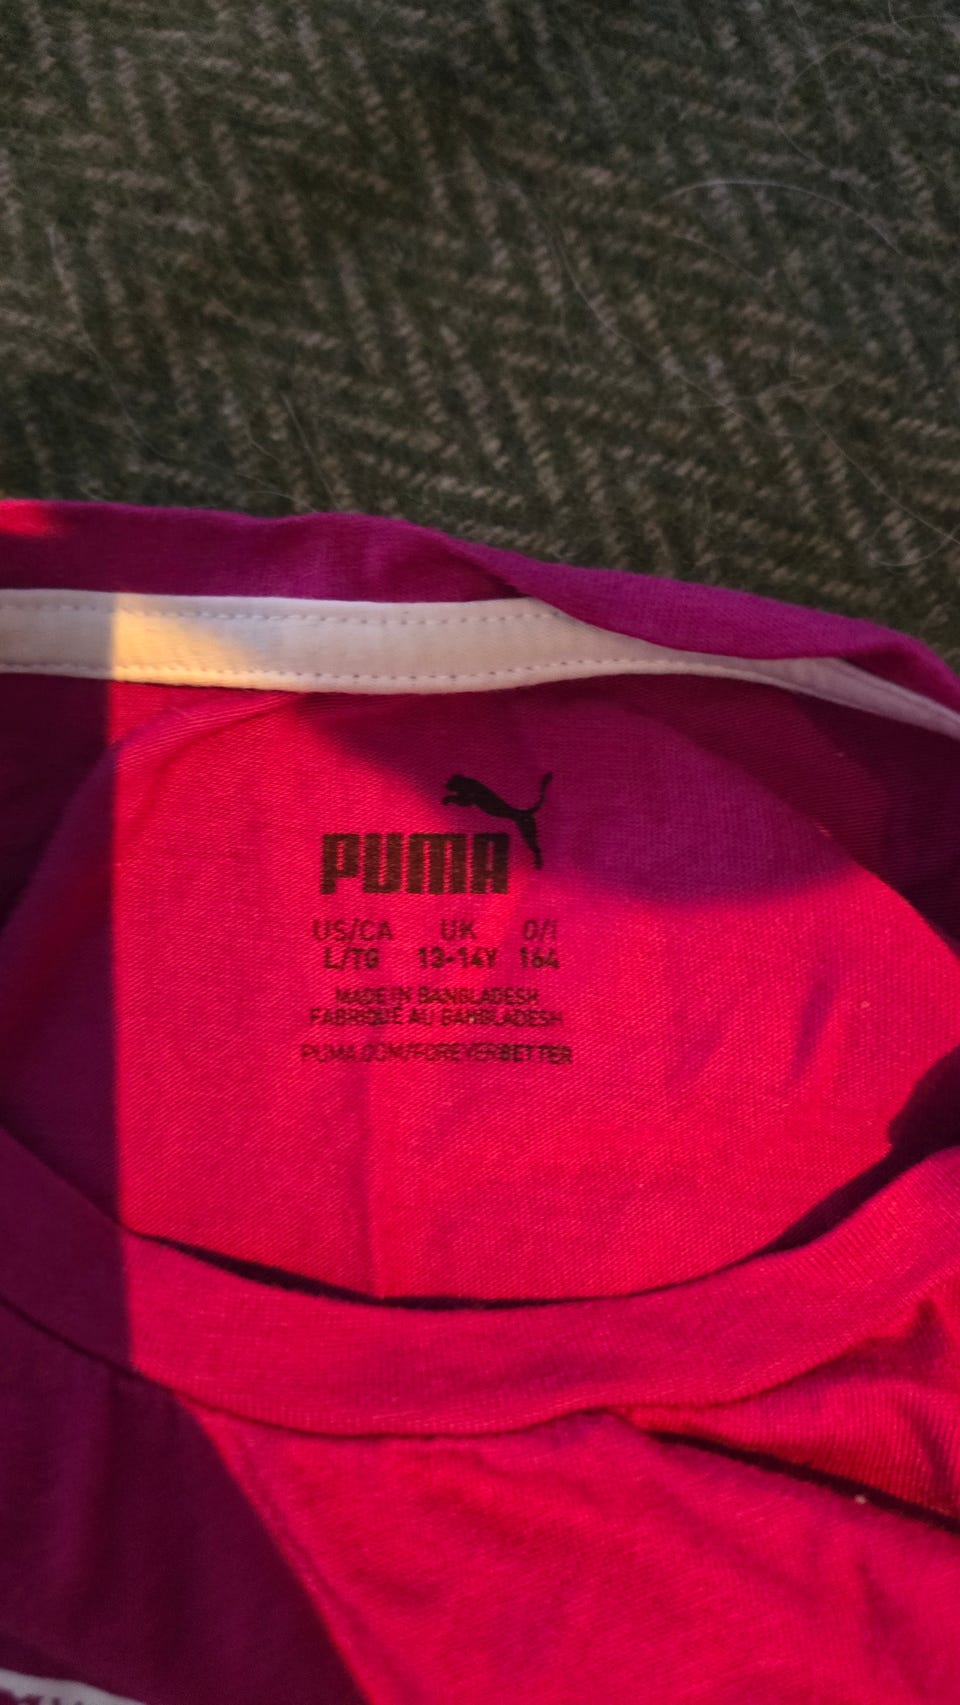 PUMA
US/CA UK D/I
L/TG 13-14Y 164
MADE IN BANGLADESH
FABRIQUÉ AU BANGLADESH
PUMA.COM/FOREVERBETTER